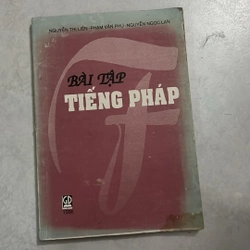 NGUYỄN THỊ LIÊN - PHẠM VĂN PHÚ - NGUYỄN NGỌC LAN
BÀI TẬP
TIẾNG PHÁP
F